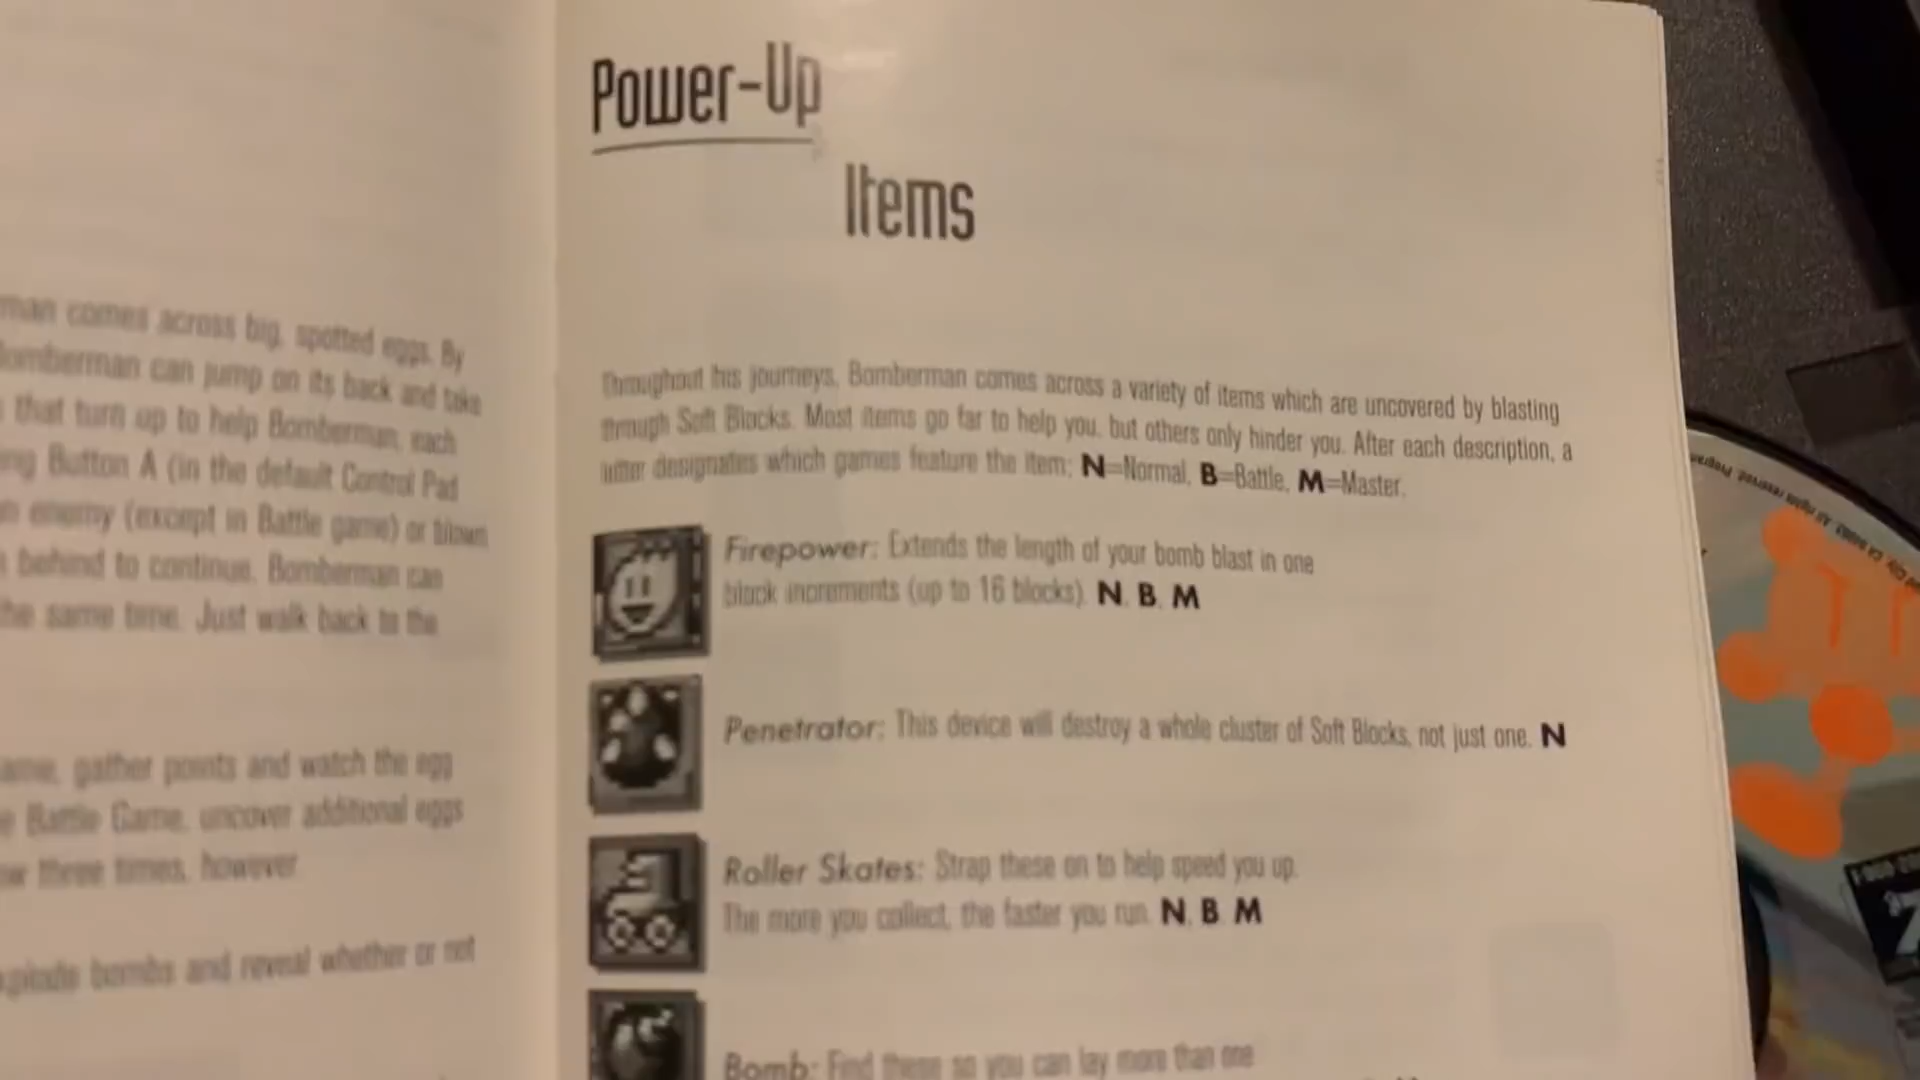 man comes across big, spotted eggs. By
Bomberman can jump on its back and take
that turn up to help Bomberman, each
ing Button A (in the default Control Pad
enemy (except in Battle game) or blown
behind to continue. Bomberman can
the same time. Just walk back to the
ame, gather points and watch the egg
Battle Game, uncover additional eggs
three times, however
explode bombs and reveal whether or not
Power-Up
Items
Throughout his journeys, Bomberman comes across a variety of items which are uncovered by blasting
through Soft Blocks. Most items go far to help you, but others only hinder you. After each description, a
letter designates which games feature the item; N=Normal, B=Battle, M=Master.
Firepower: Extends the length of your bomb blast in one
block increments (up to 16 blocks). N, B, M
Penetrator: This device will destroy a whole cluster of Soft Blocks, not just one. N
Roller Skates: Strap these on to help speed you up.
The more you collect, the faster you run. N, B, M
Bomb: Find these so you can lay more than one